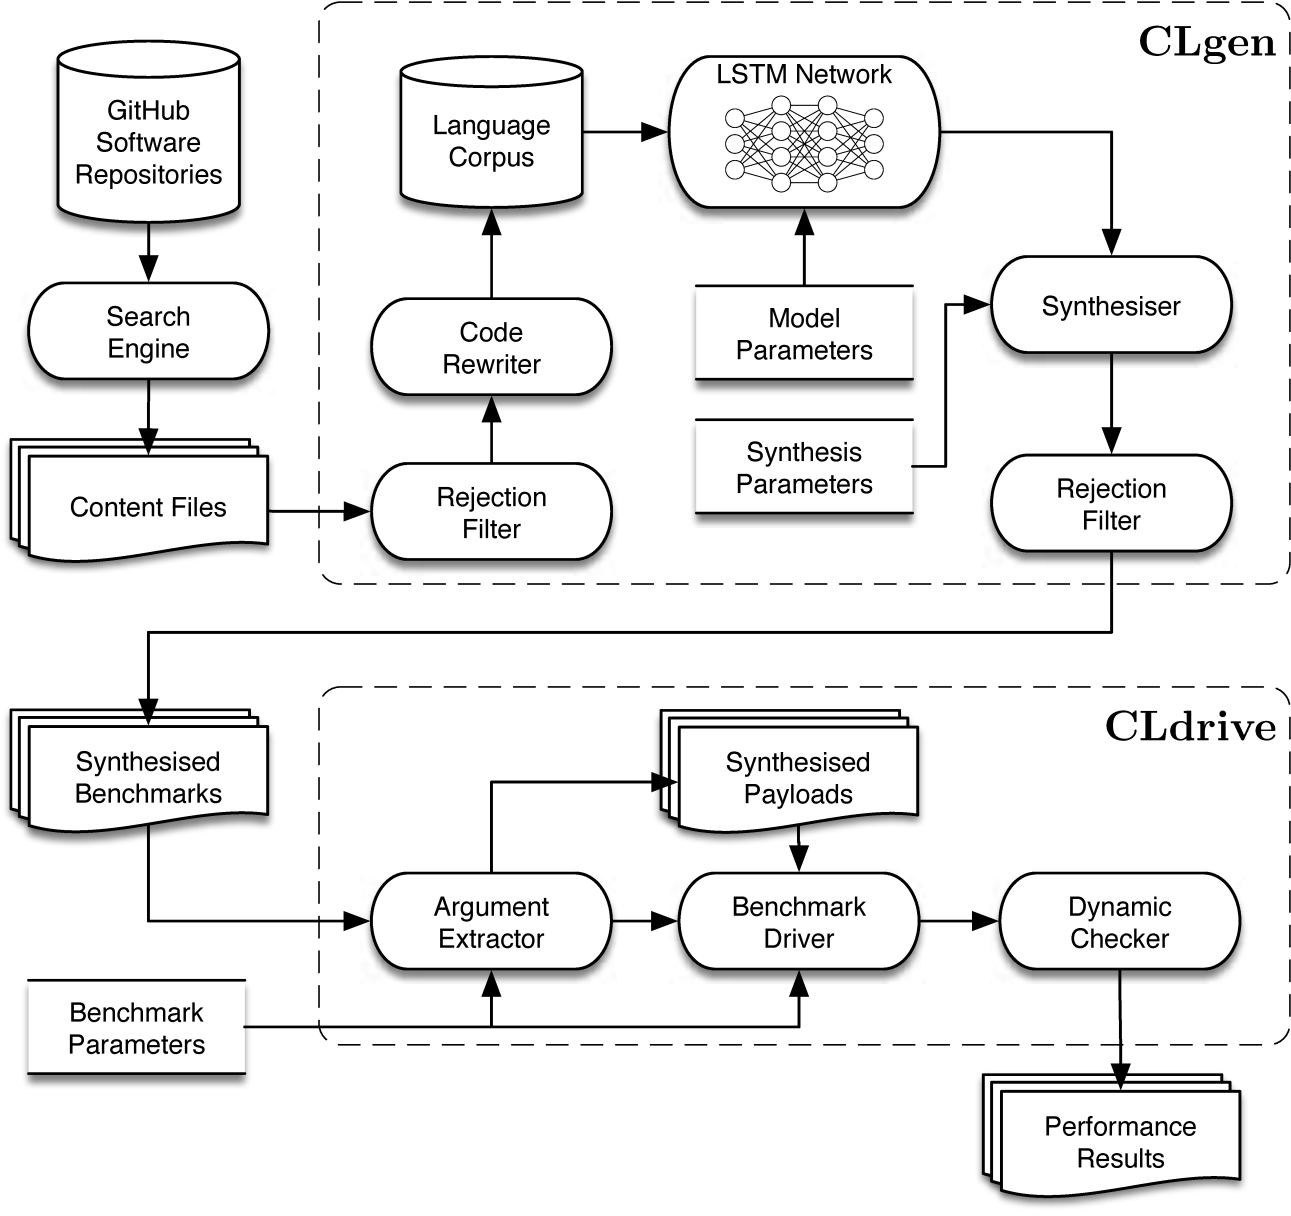 CLgen
GitHub
Software
Repositories
Language
Corpus
LSTM Network
Search
Engine
Code
Rewriter
Model
Parameters
Synthesiser
Content Files
Rejection
Filter
Synthesis
Parameters
Rejection
Filter
CLdrive
Synthesised
Benchmarks
Synthesised
Payloads
Argument
Extractor
Benchmark
Driver
Dynamic
Checker
Benchmark
Parameters
Performance
Results